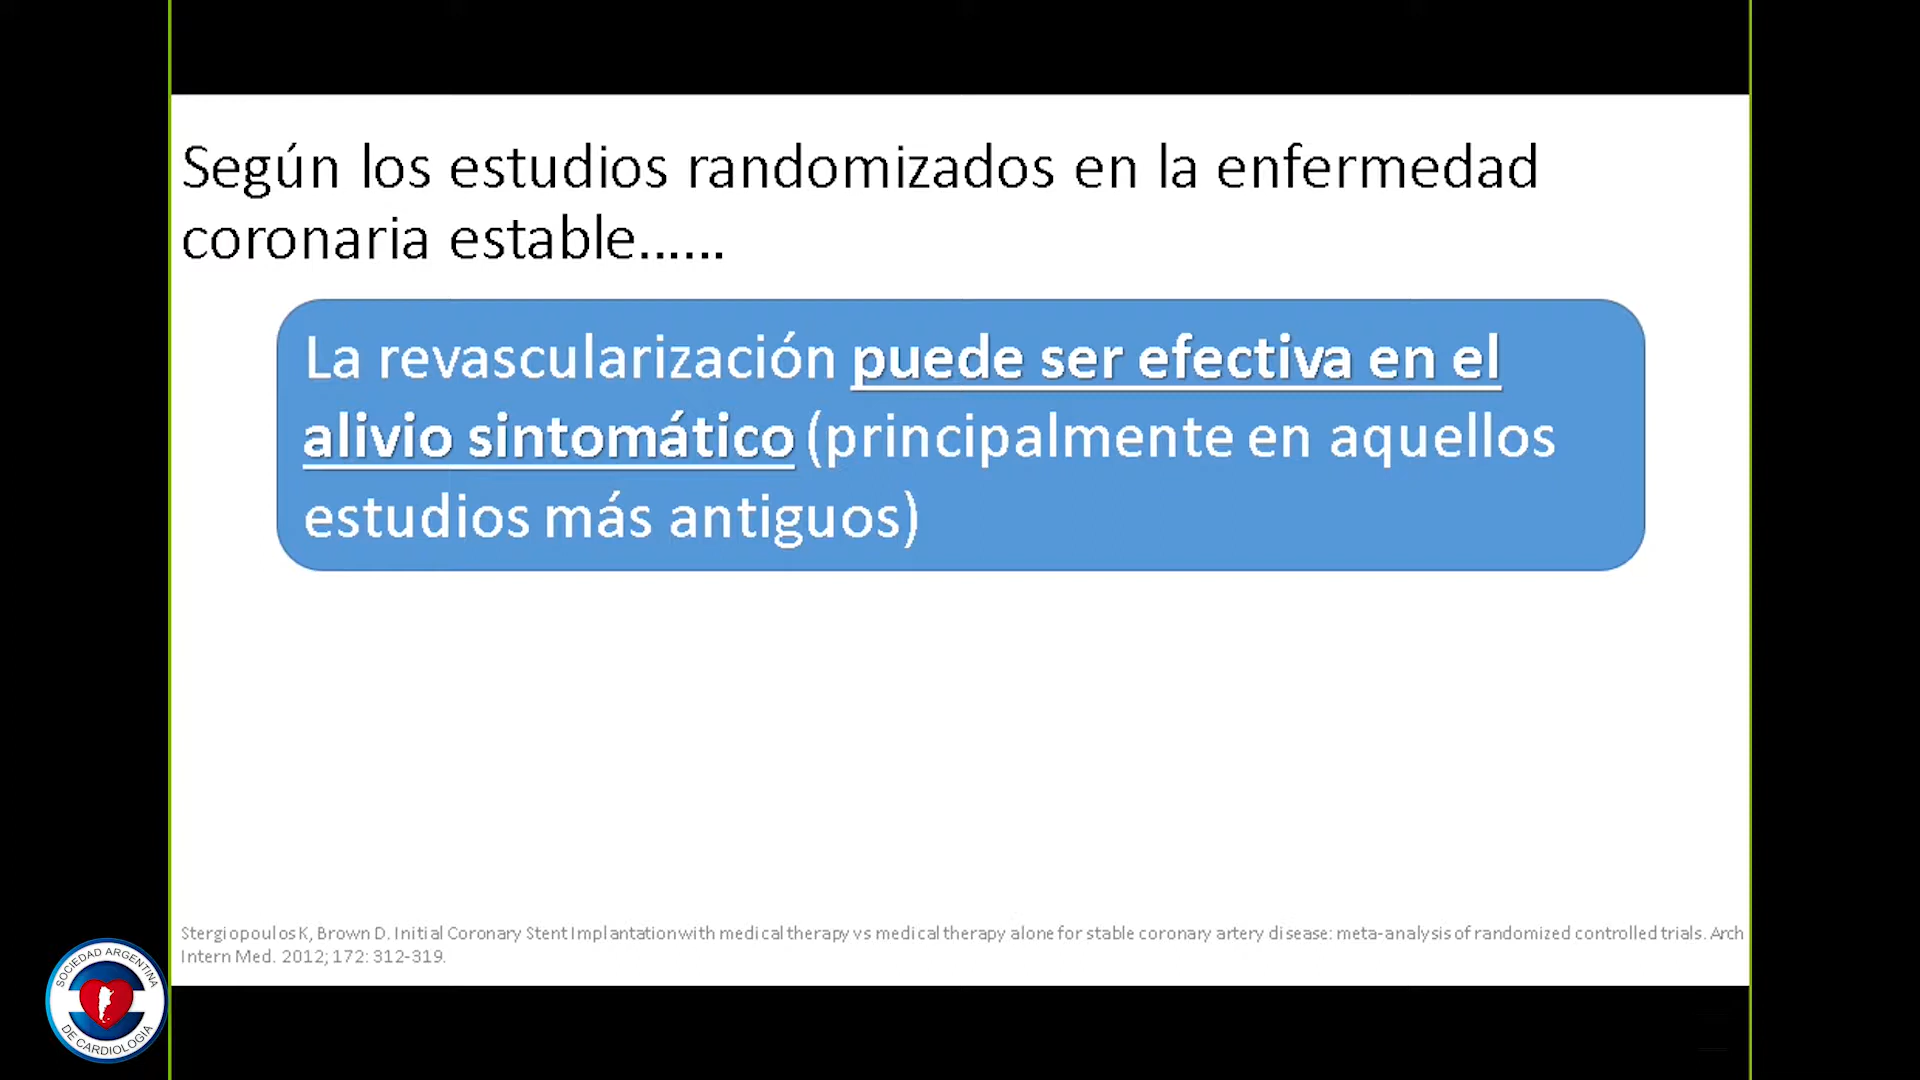 Según los estudios randomizados en la enfermedad
coronaria estable......
La revascularización puede ser efectiva en el
alivio sintomático (principalmente en aquellos
estudios más antiguos)
Stergiopoulos K, Brown D. Initial Coronary Stent Implantation with medical therapy vs medical therapy alone for stable coronary artery disease: meta-analysis of randomized controlled trials. Arch
Intern Med. 2012; 172: 312-319.
SOCIEDAD ARGENTINA
DE CARDIOLOGIA